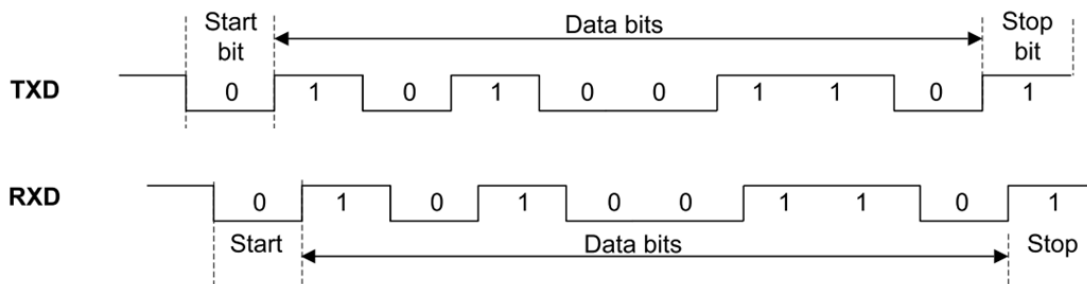 Start
bit
Data bits
Stop
bit
TXD 0 1 0 1 0 0 1 1 0 1
RXD 0 1 0 1 0 0 1 1 0 1
Start Data bits Stop